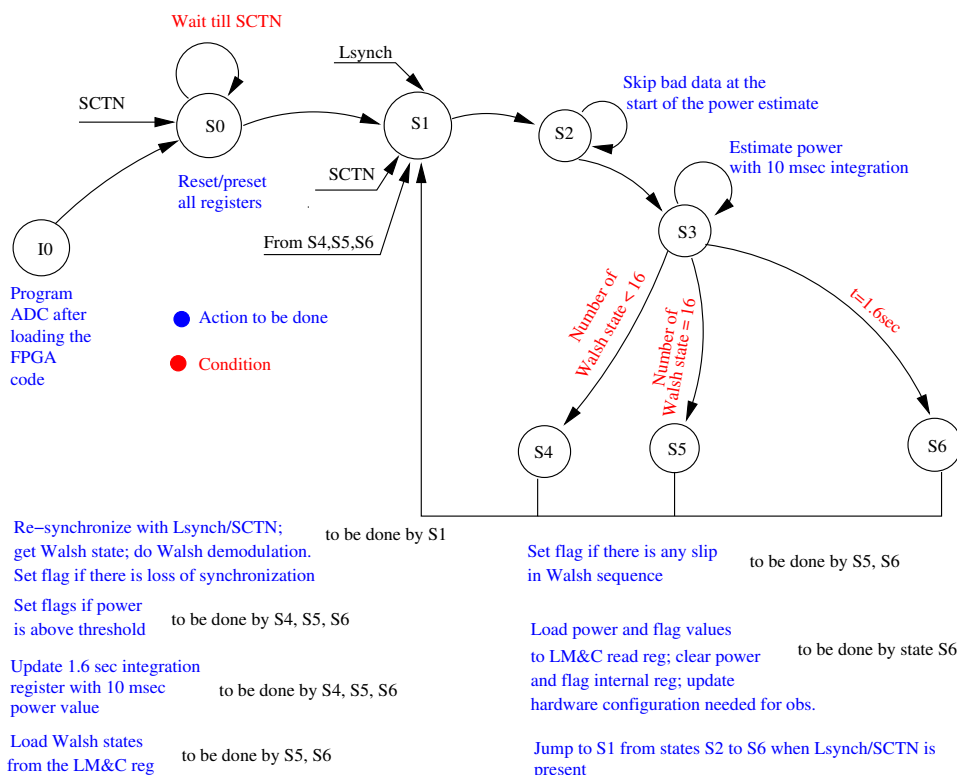 Wait till SCTN
Lsynch
SCTN
S0
S1
S2
Skip bad data at the
start of the power estimate
Estimate power
with 10 msec integration
Reset/preset
all registers
SCTN
From S4,S5,S6
I0
S3
Program
ADC after
loading the
FPGA
code
Action to be done
Condition
Number of
Walsh state < 16
Number of
Walsh state = 16
t=1.6sec
S4
S5
S6
Re−synchronize with Lsynch/SCTN;
get Walsh state; do Walsh demodulation.
Set flag if there is loss of synchronization
to be done by S1
Set flag if there is any slip
in Walsh sequence
to be done by S5, S6
Set flags if power
is above threshold
to be done by S4, S5, S6
Load power and flag values
to LM&C read reg; clear power
and flag internal reg; update
hardware configuration needed for obs.
to be done by state S6
Update 1.6 sec integration
register with 10 msec
power value
to be done by S4, S5, S6
Load Walsh states
from the LM&C reg
to be done by S5, S6
Jump to S1 from states S2 to S6 when Lsynch/SCTN is
present